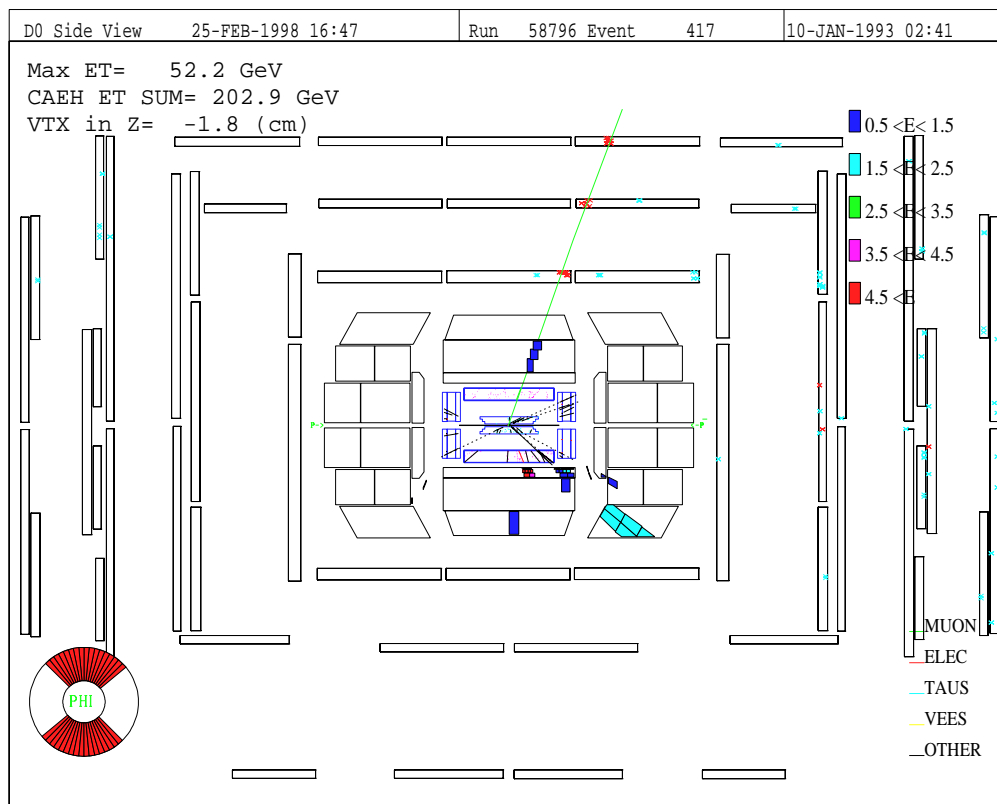 D0 Side View 25-FEB-1998 16:47 Run 58796 Event 417 10-JAN-1993 02:41
Max ET= 52.2 GeV
CAEH ET SUM= 202.9 GeV
VTX in Z= -1.8 (cm)
0.5 <E< 1.5
1.5 <E< 2.5
2.5 <E< 3.5
3.5 <E< 4.5
4.5 <E
P->
<-P
MUON
ELEC
TAUS
VEES
OTHER
PHI